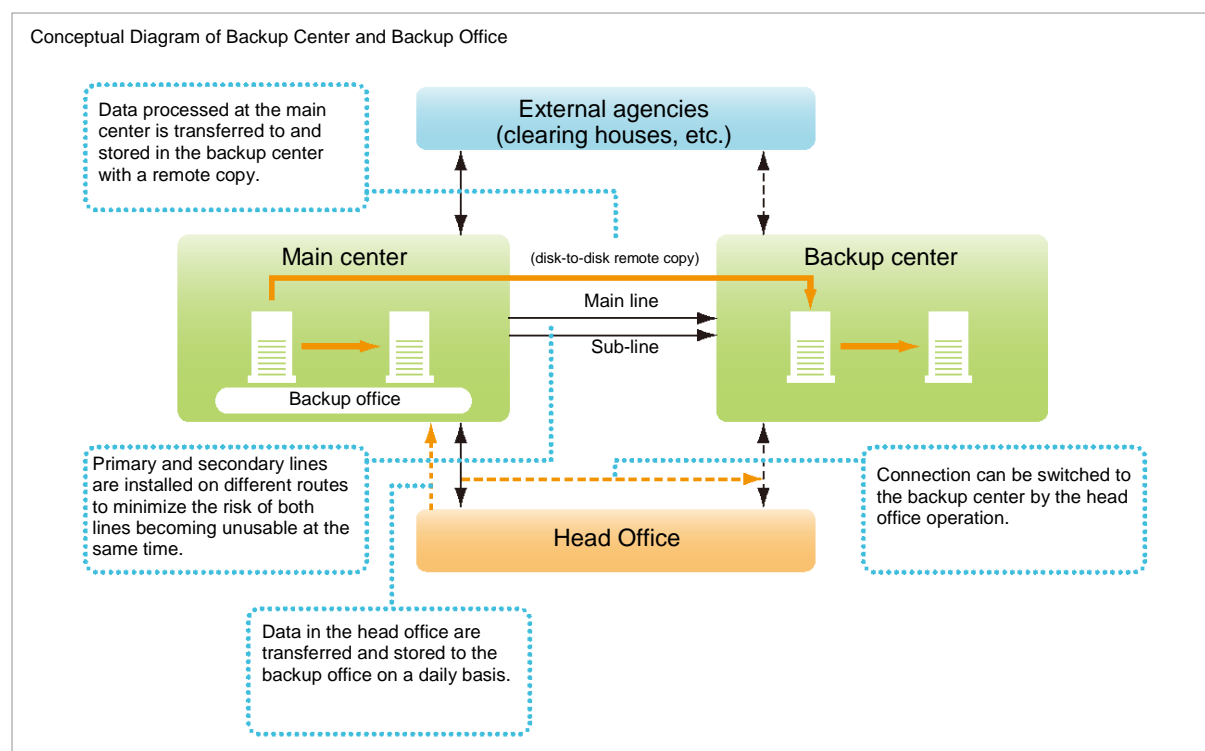 Conceptual Diagram of Backup Center and Backup Office
Data processed at the main
center is transferred to and
stored in the backup center
with a remote copy.
External agencies
(clearing houses, etc.)
Main center
(disk-to-disk remote copy)
Backup center
Main line
Sub-line
Backup office
Primary and secondary lines
are installed on different routes
to minimize the risk of both
lines becoming unusable at the
same time.
Connection can be switched to
the backup center by the head
office operation.
Head Office
Data in the head office are
transferred and stored to the
backup office on a daily basis.